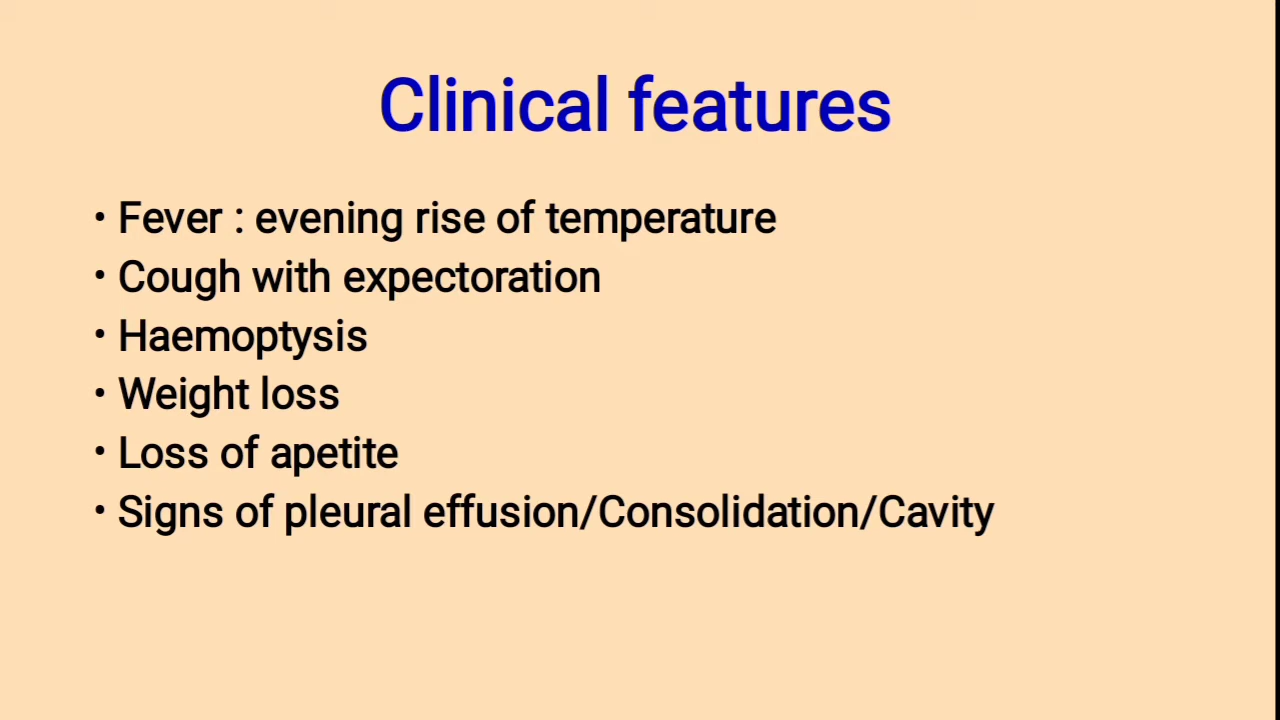 Clinical features
• Fever : evening rise of temperature
• Cough with expectoration
• Haemoptysis
• Weight loss
• Loss of apetite
• Signs of pleural effusion/Consolidation/Cavity